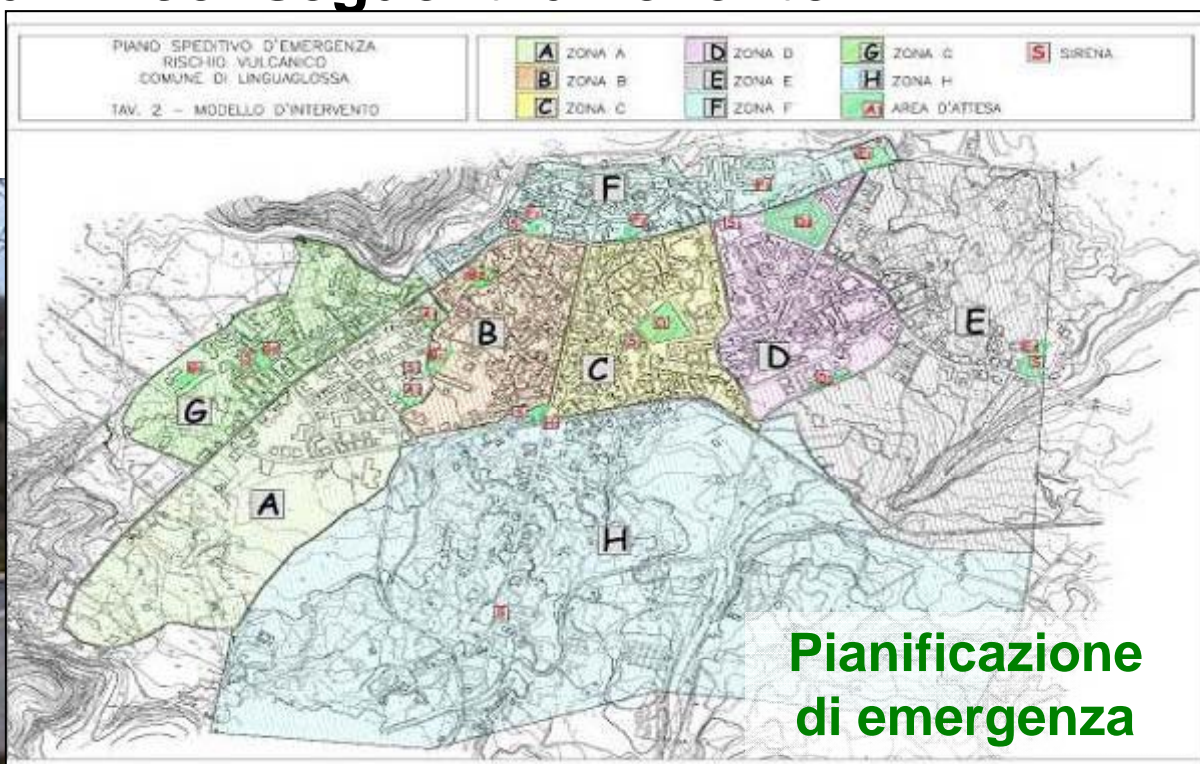 PIANO SPEDITIVO D'EMERGENZA
RISCHIO VULCANICO
COMUNE DI LINGUAGLOSSA
TAV. 2 - MODELLO D'INTERVENTO
A ZONA A
B ZONA B
C ZONA C
D ZONA D
E ZONA E
F ZONA F
G ZONA G
H ZONA H
A1 AREA D'ATTESA
S SIRENA
F
B
C
D
E
G
A
H
Pianificazione
di emergenza